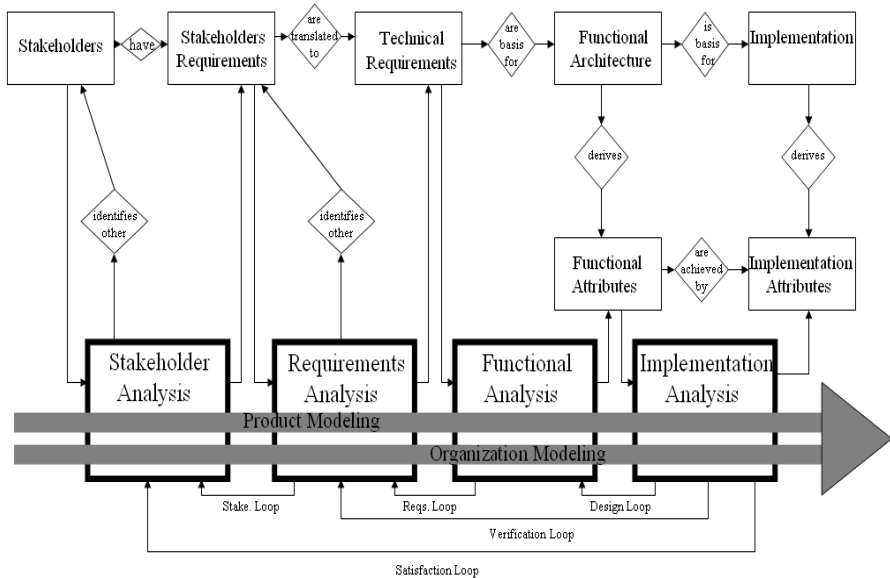 Stakeholders
have
Stakeholders
Requirements
are
translated
to
Technical
Requirements
are
basis
for
Functional
Architecture
is
basis
for
Implementation
derives
derives
identifies
other
identifies
other
Functional
Attributes
are
achieved
by
Implementation
Attributes
Stakeholder
Analysis
Requirements
Analysis
Functional
Analysis
Implementation
Analysis
Product Modeling
Organization Modeling
Stake. Loop
Reqs. Loop
Design Loop
Verification Loop
Satisfaction Loop